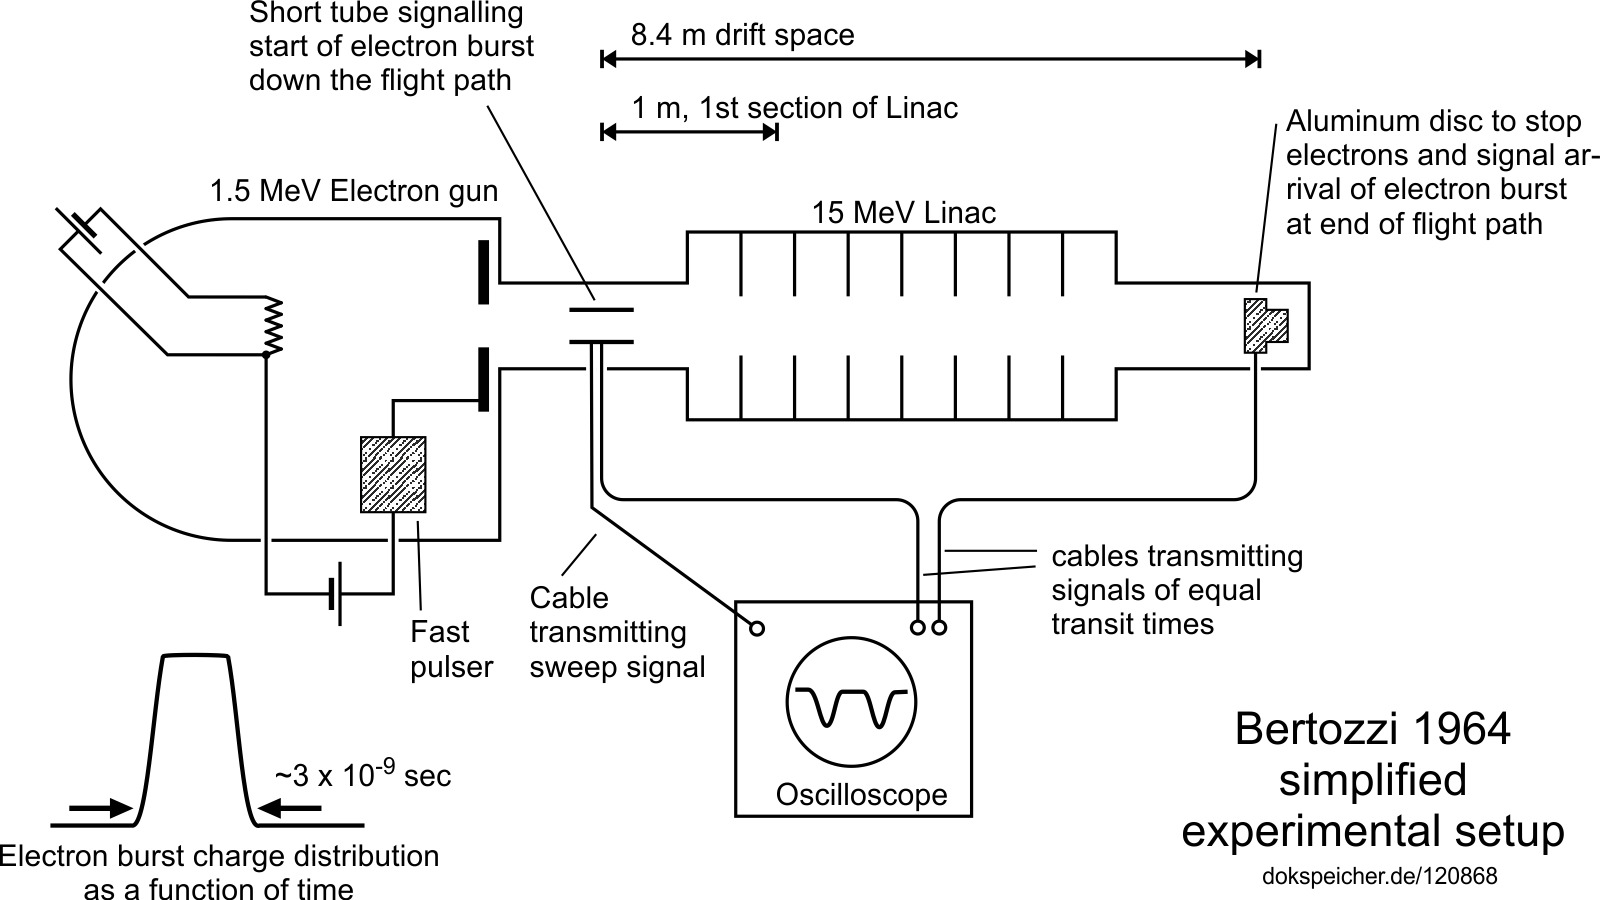 Short tube signalling
start of electron burst
down the flight path
8.4 m drift space
1 m, 1st section of Linac
Aluminum disc to stop
electrons and signal ar-
rival of electron burst
at end of flight path
1.5 MeV Electron gun
15 MeV Linac
cables transmitting
signals of equal
transit times
Cable
transmitting
sweep signal
Fast
pulser
Oscilloscope
~3 x 10⁻⁹ sec
Electron burst charge distribution
as a function of time
Bertozzi 1964
simplified
experimental setup
dokspeicher.de/120868